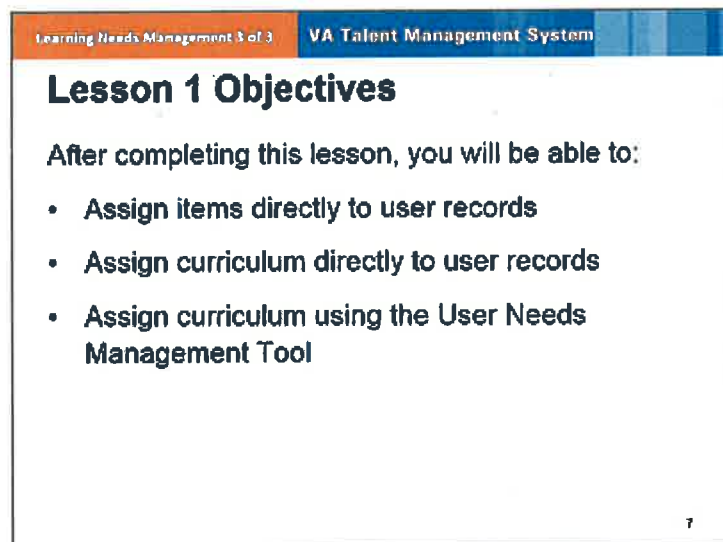 Learning Needs Management 3 of 3 VA Talent Management System
Lesson 1 Objectives
After completing this lesson, you will be able to:
• Assign items directly to user records
• Assign curriculum directly to user records
• Assign curriculum using the User Needs
Management Tool
7